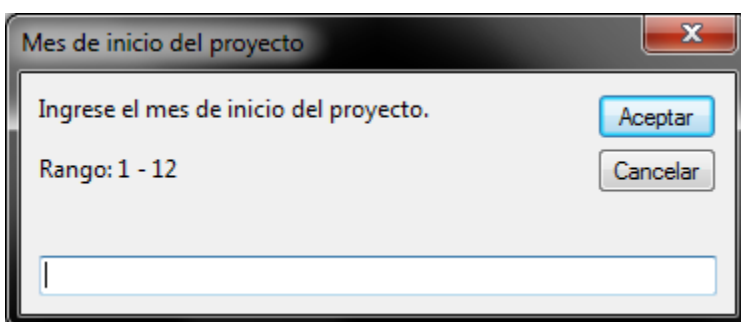 Mes de inicio del proyecto
Ingrese el mes de inicio del proyecto.
Aceptar
Rango: 1 - 12
Cancelar